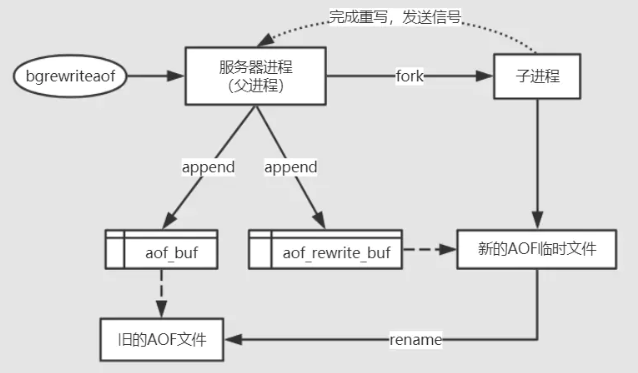 完成重写，发送信号
bgrewriteaof
服务器进程
（父进程）
fork
子进程
append
append
aof_buf
aof_rewrite_buf
新的AOF临时文件
旧的AOF文件
rename